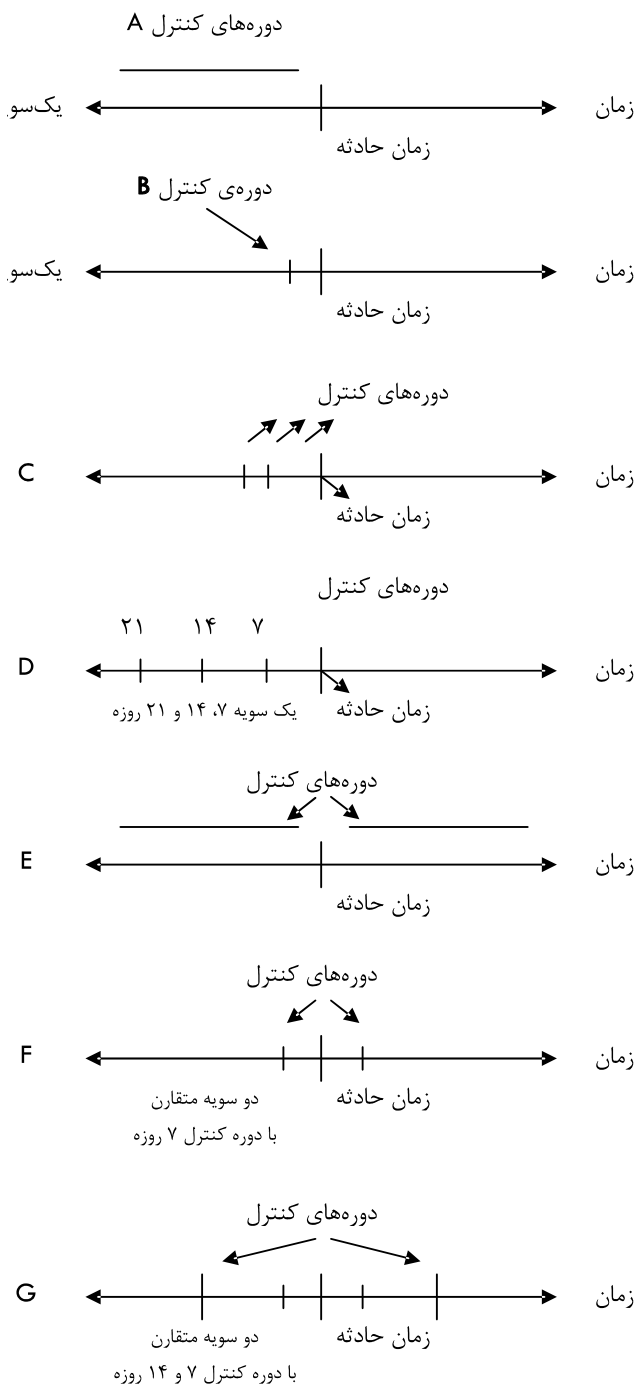 دوره‌های کنترل A
یک‌سو
زمان
زمان حادثه
دوره‌ی کنترل B
یک‌سو
زمان
زمان حادثه
دوره‌های کنترل
C
زمان
زمان حادثه
دوره‌های کنترل
۲۱ ۱۴ ۷
D
زمان
زمان حادثه
یک سویه ۷، ۱۴ و ۲۱ روزه
دوره‌های کنترل
E
زمان
زمان حادثه
دوره‌های کنترل
F
زمان
زمان حادثه
دو سویه متقارن
با دوره کنترل ۷ روزه
دوره‌های کنترل
G
زمان
زمان حادثه
دو سویه متقارن
با دوره کنترل ۷ و ۱۴ روزه